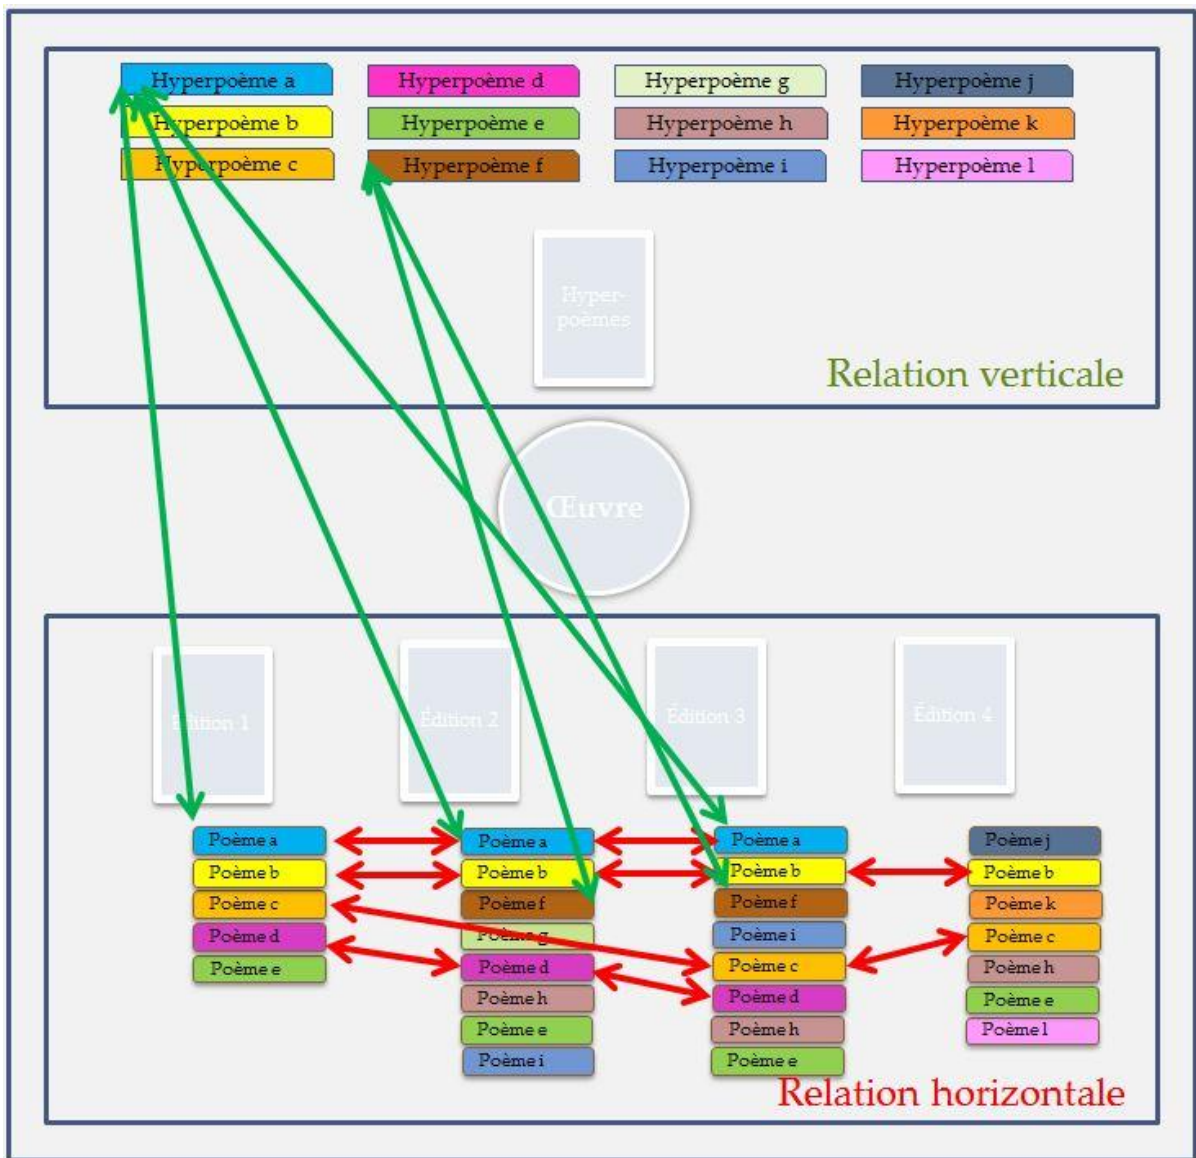 Hyperpoème a
Hyperpoème d
Hyperpoème g
Hyperpoème j
Hyperpoème b
Hyperpoème e
Hyperpoème h
Hyperpoème k
Hyperpoème c
Hyperpoème f
Hyperpoème i
Hyperpoème l
Hyper-
poèmes
Relation verticale
Œuvre
Édition 1
Édition 2
Édition 3
Édition 4
Poème a
Poème b
Poème c
Poème d
Poème e
Poème a
Poème b
Poème f
Poème g
Poème d
Poème h
Poème e
Poème i
Poème a
Poème b
Poème f
Poème i
Poème c
Poème d
Poème h
Poème e
Poème j
Poème b
Poème k
Poème c
Poème h
Poème e
Poème l
Relation horizontale